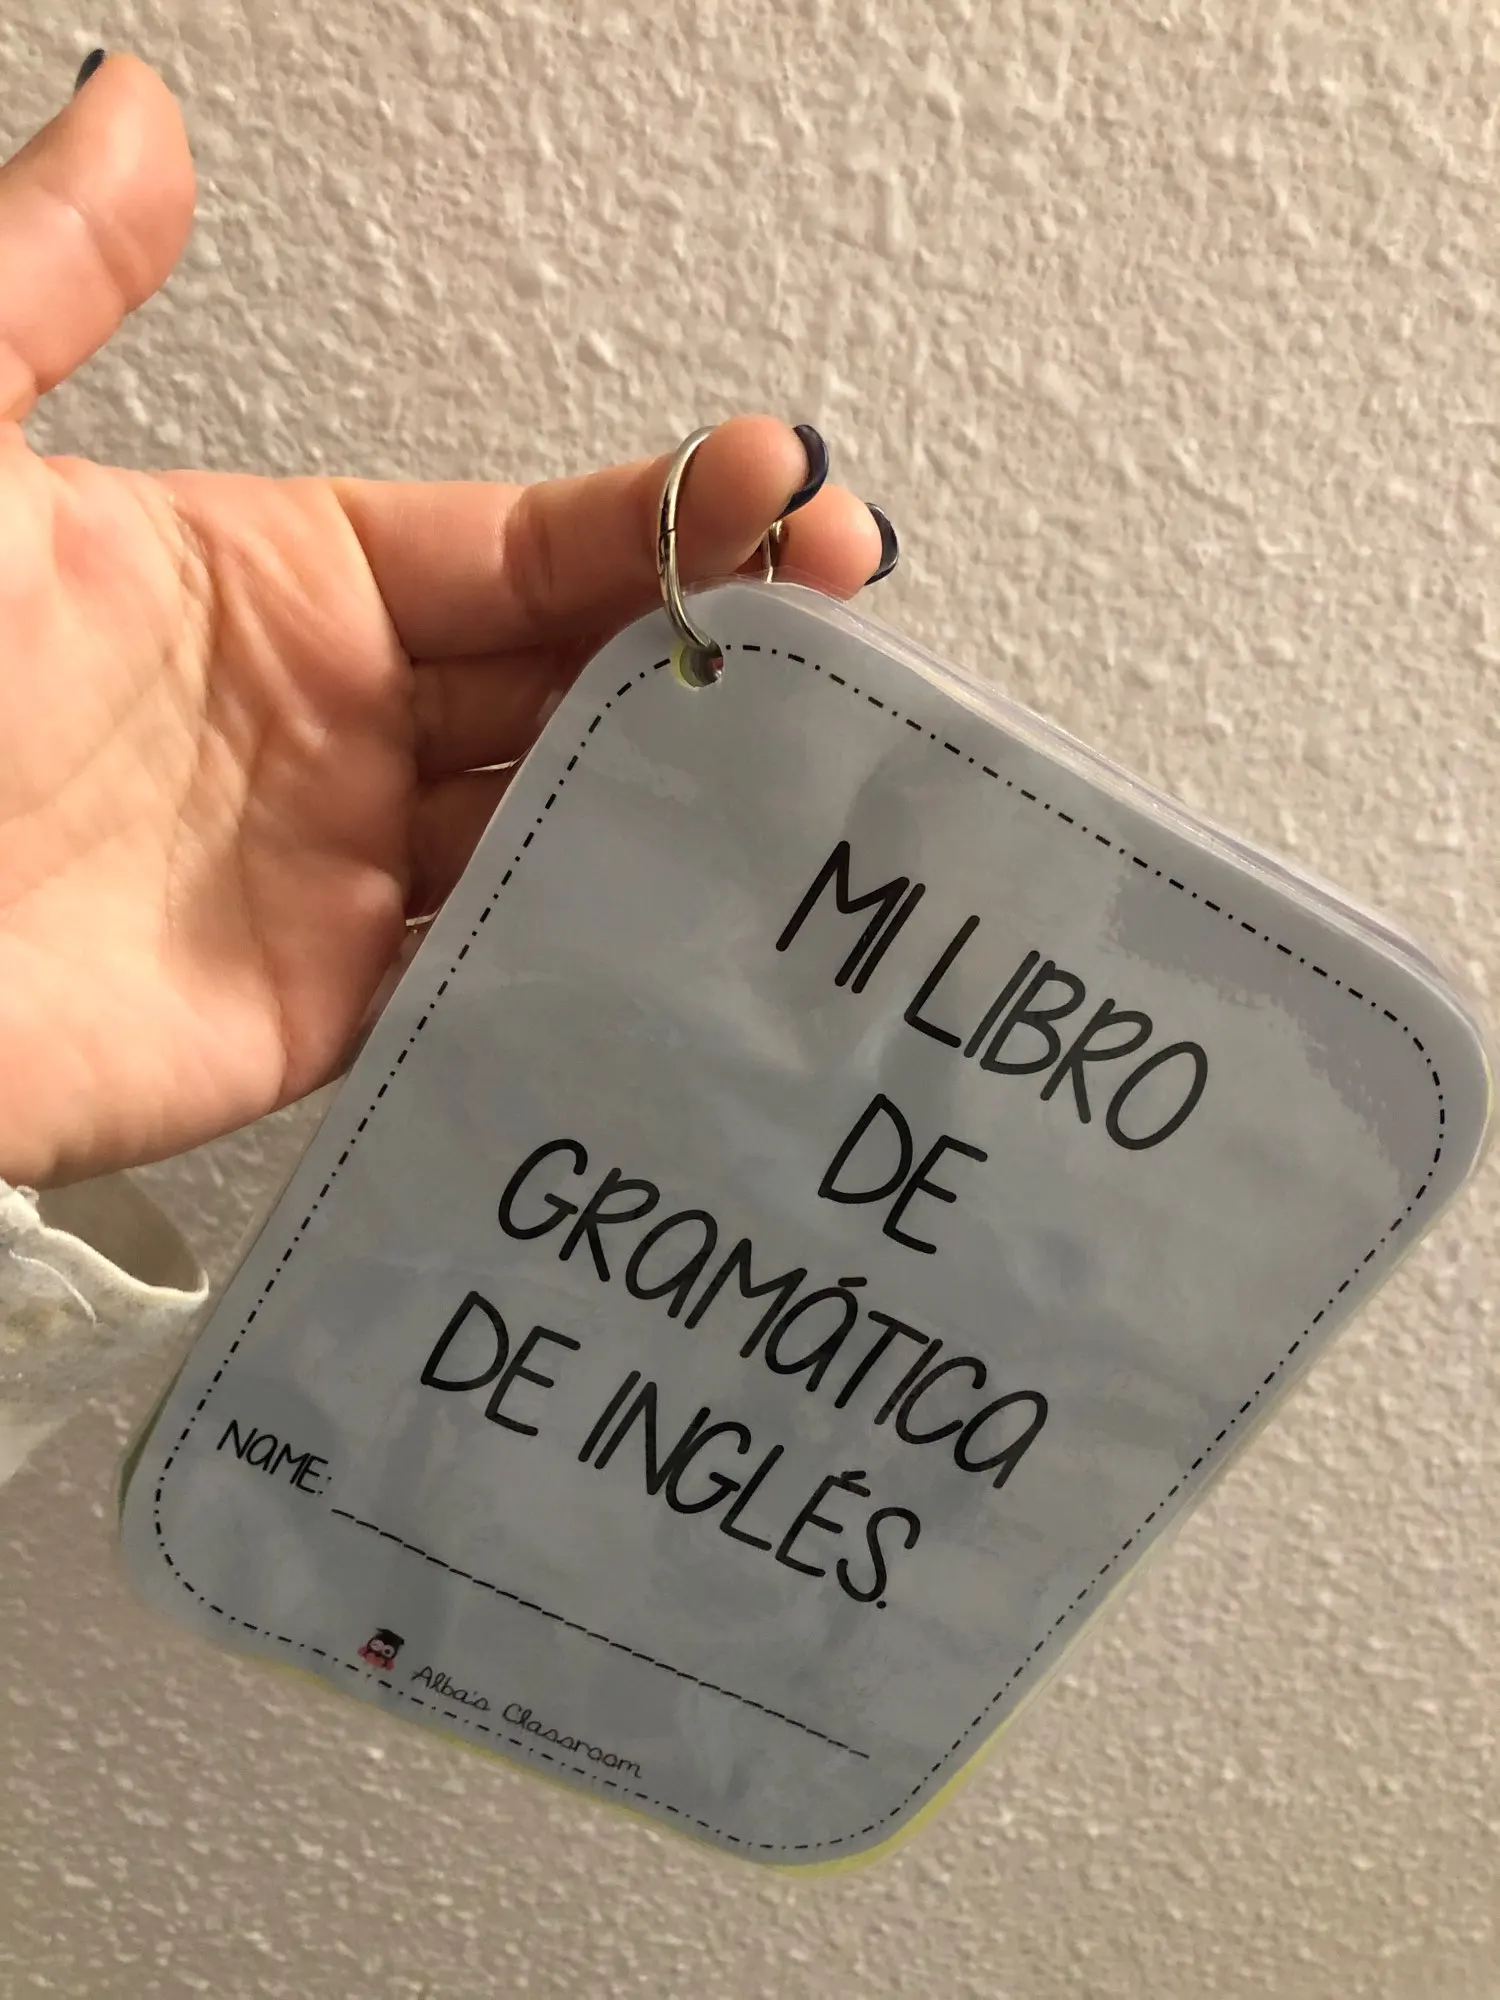 MI LIBRO
DE
GRAMÁTICA
DE INGLÉS.
NAME:
Alba's Classroom